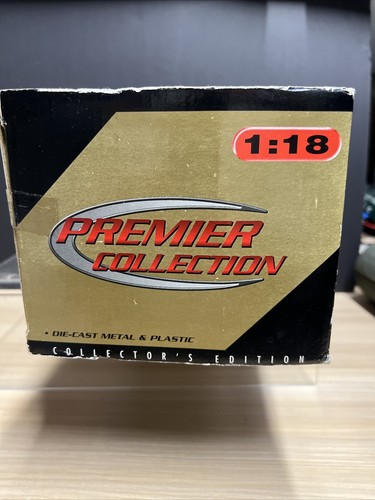 1:18
PREMIER
COLLECTION
• DIE-CAST METAL & PLASTIC
COLLECTOR'S EDITION